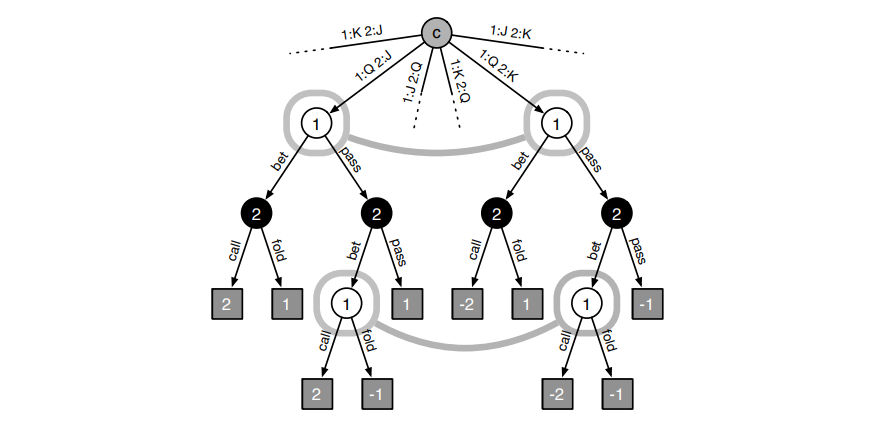 c
1:K 2:J
1:J 2:K
1:Q 2:J
1:J 2:Q
1:K 2:Q
1:Q 2:K
1
1
bet
pass
bet
pass
2
2
2
2
call
fold
bet
pass
call
fold
bet
pass
2
1
1
1
-2
1
1
-1
call
fold
call
fold
2
-1
-2
-1